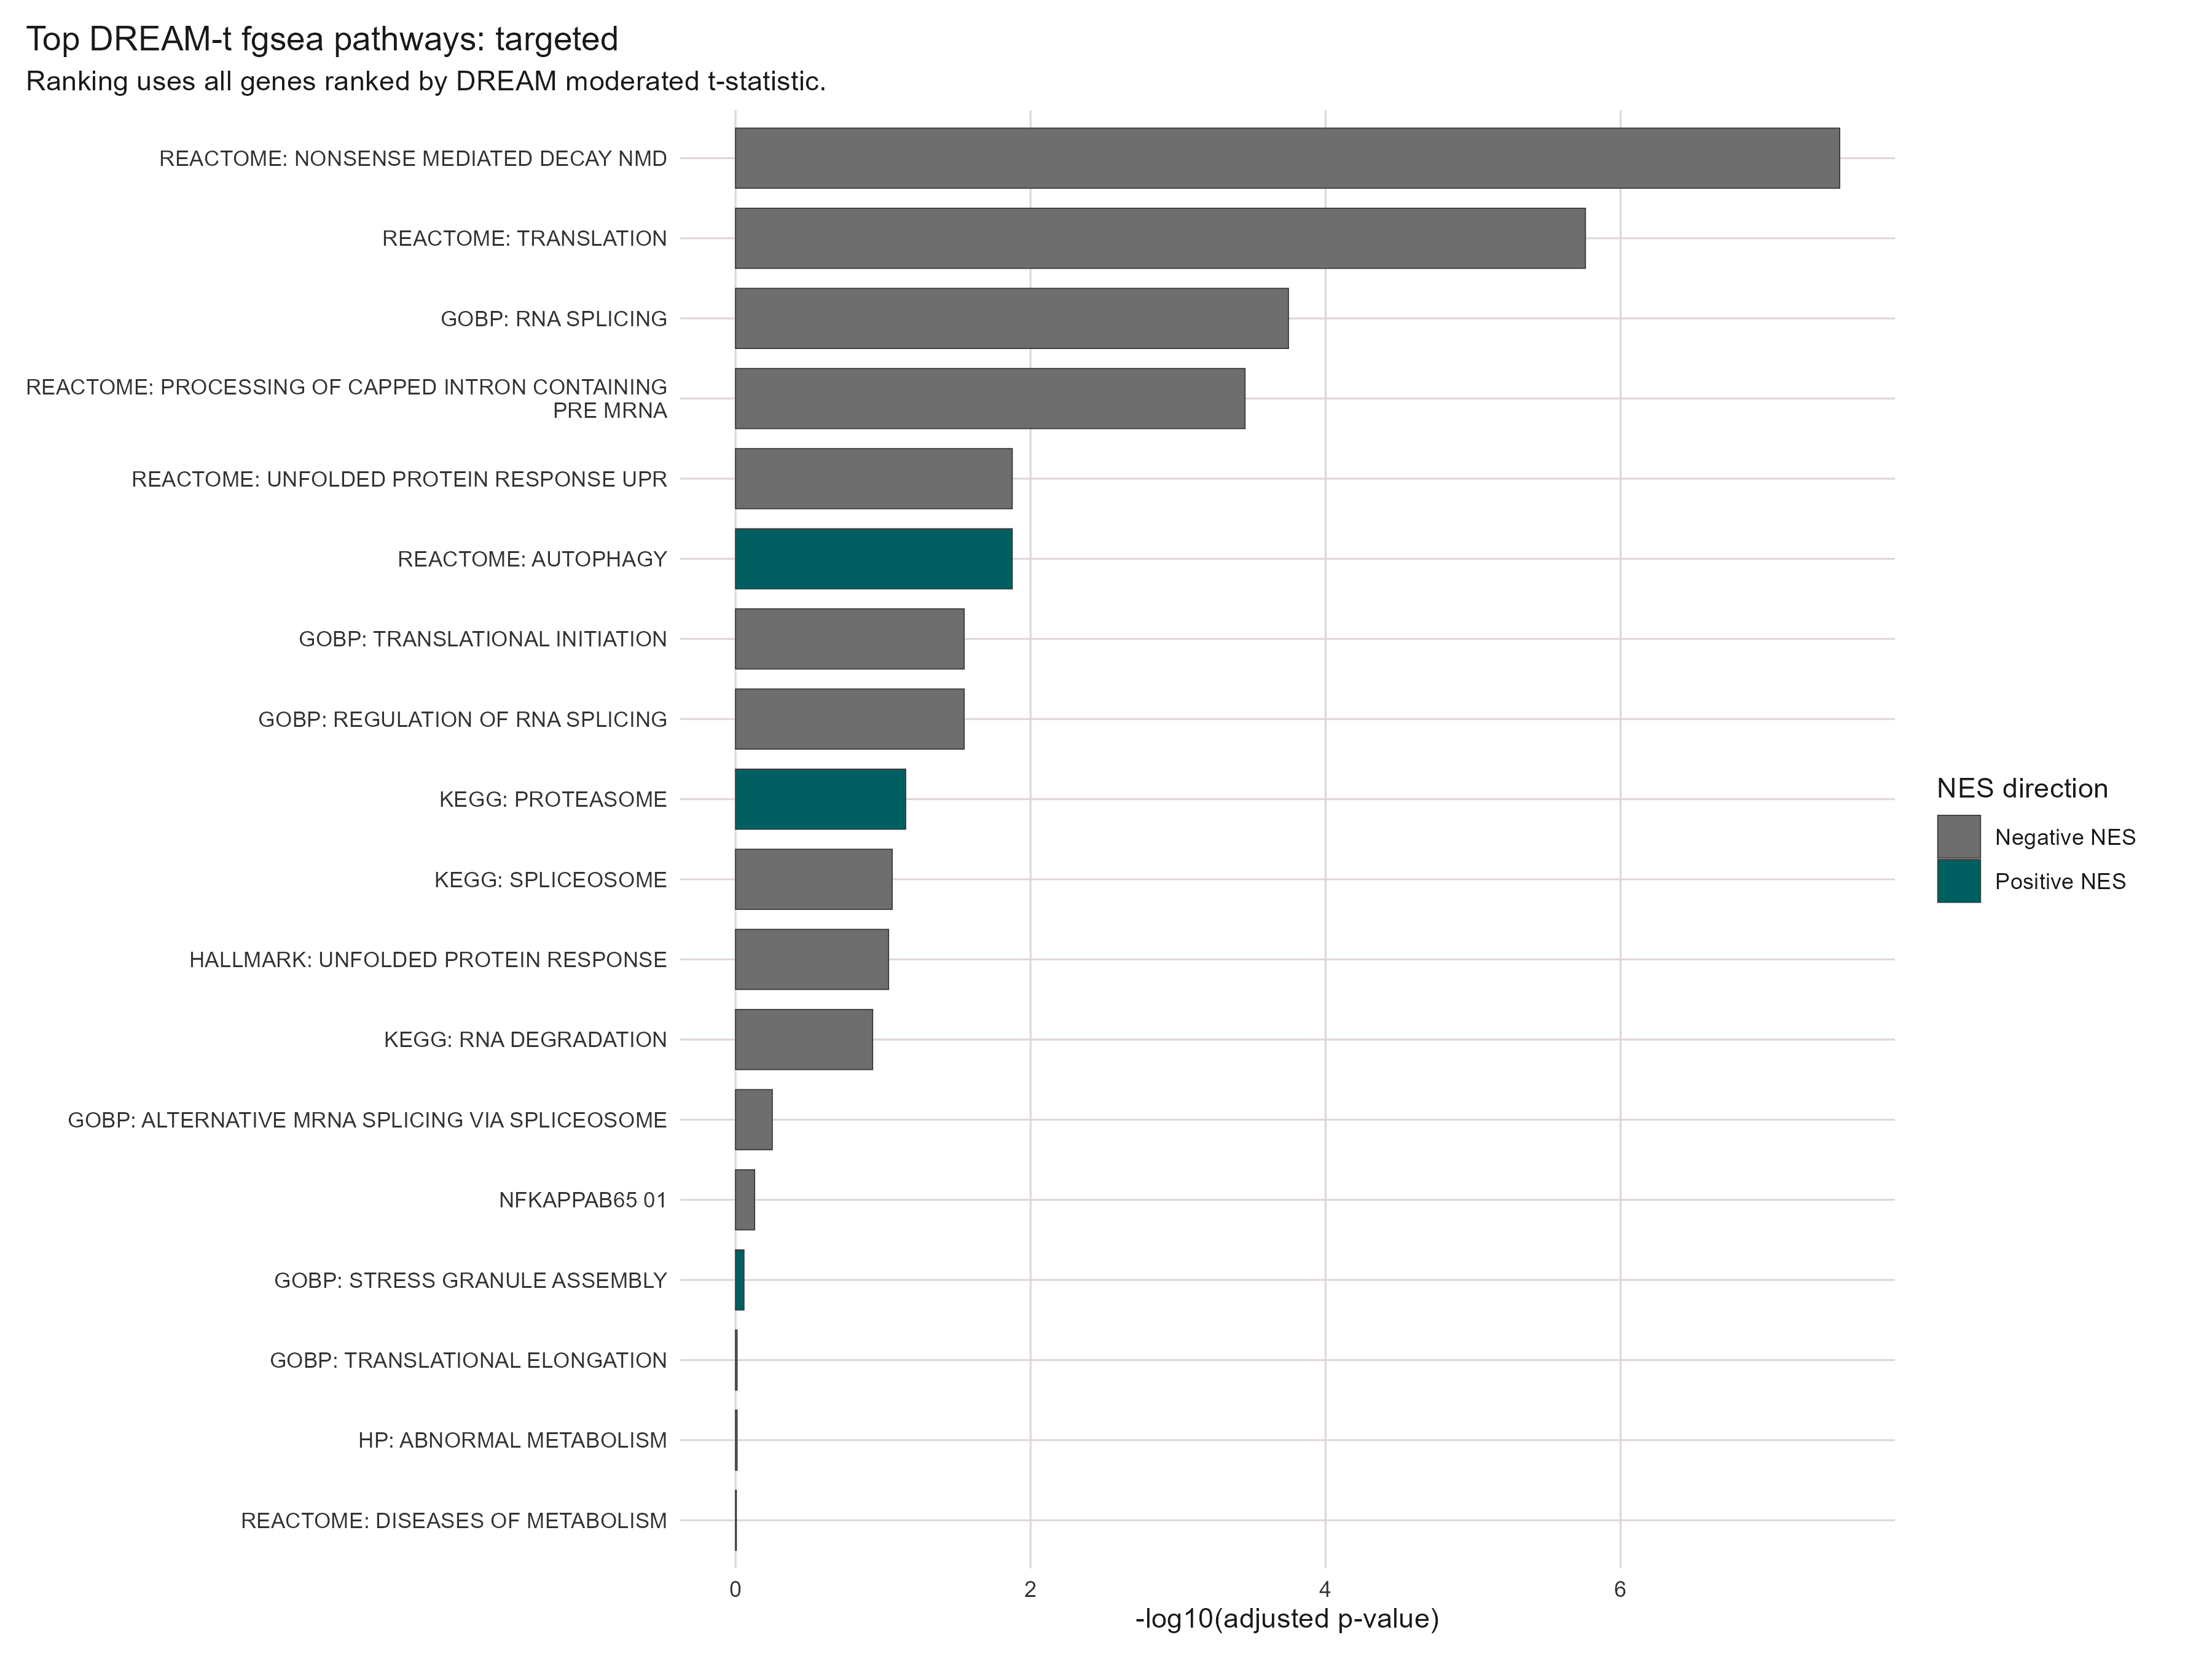 Top DREAM-t fgsea pathways: targeted
Ranking uses all genes ranked by DREAM moderated t-statistic.
REACTOME: NONSENSE MEDIATED DECAY NMD
REACTOME: TRANSLATION
GOBP: RNA SPLICING
REACTOME: PROCESSING OF CAPPED INTRON CONTAINING
PRE MRNA
REACTOME: UNFOLDED PROTEIN RESPONSE UPR
REACTOME: AUTOPHAGY
GOBP: TRANSLATIONAL INITIATION
GOBP: REGULATION OF RNA SPLICING
KEGG: PROTEASOME
KEGG: SPLICEOSOME
HALLMARK: UNFOLDED PROTEIN RESPONSE
KEGG: RNA DEGRADATION
GOBP: ALTERNATIVE MRNA SPLICING VIA SPLICEOSOME
NFKAPPAB65 01
GOBP: STRESS GRANULE ASSEMBLY
GOBP: TRANSLATIONAL ELONGATION
HP: ABNORMAL METABOLISM
REACTOME: DISEASES OF METABOLISM
0 2 4 6
-log10(adjusted p-value)
NES direction
Negative NES
Positive NES